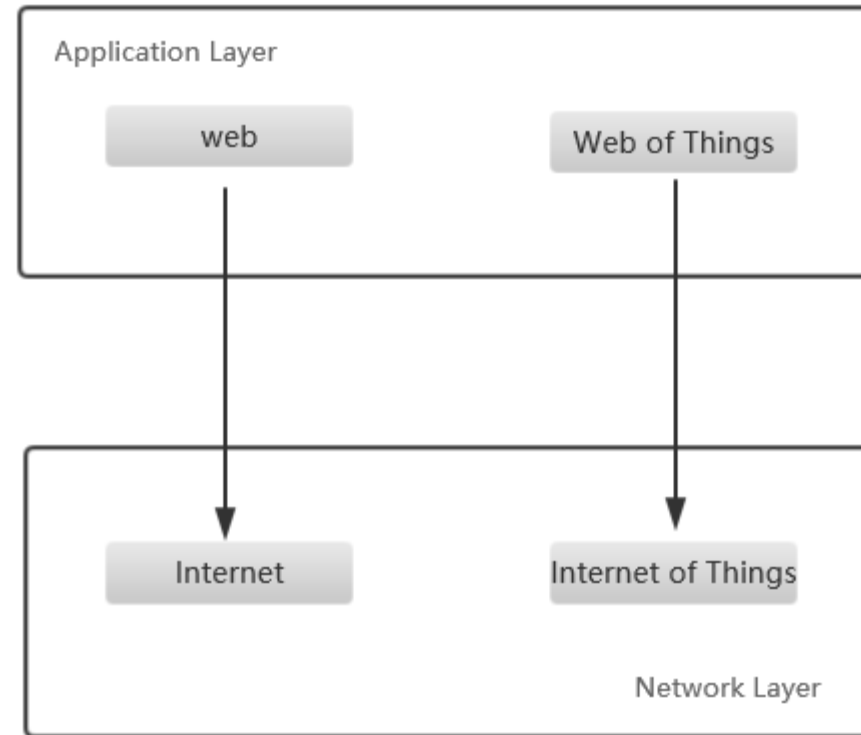 Application Layer
web
Web of Things
Internet
Internet of Things
Network Layer